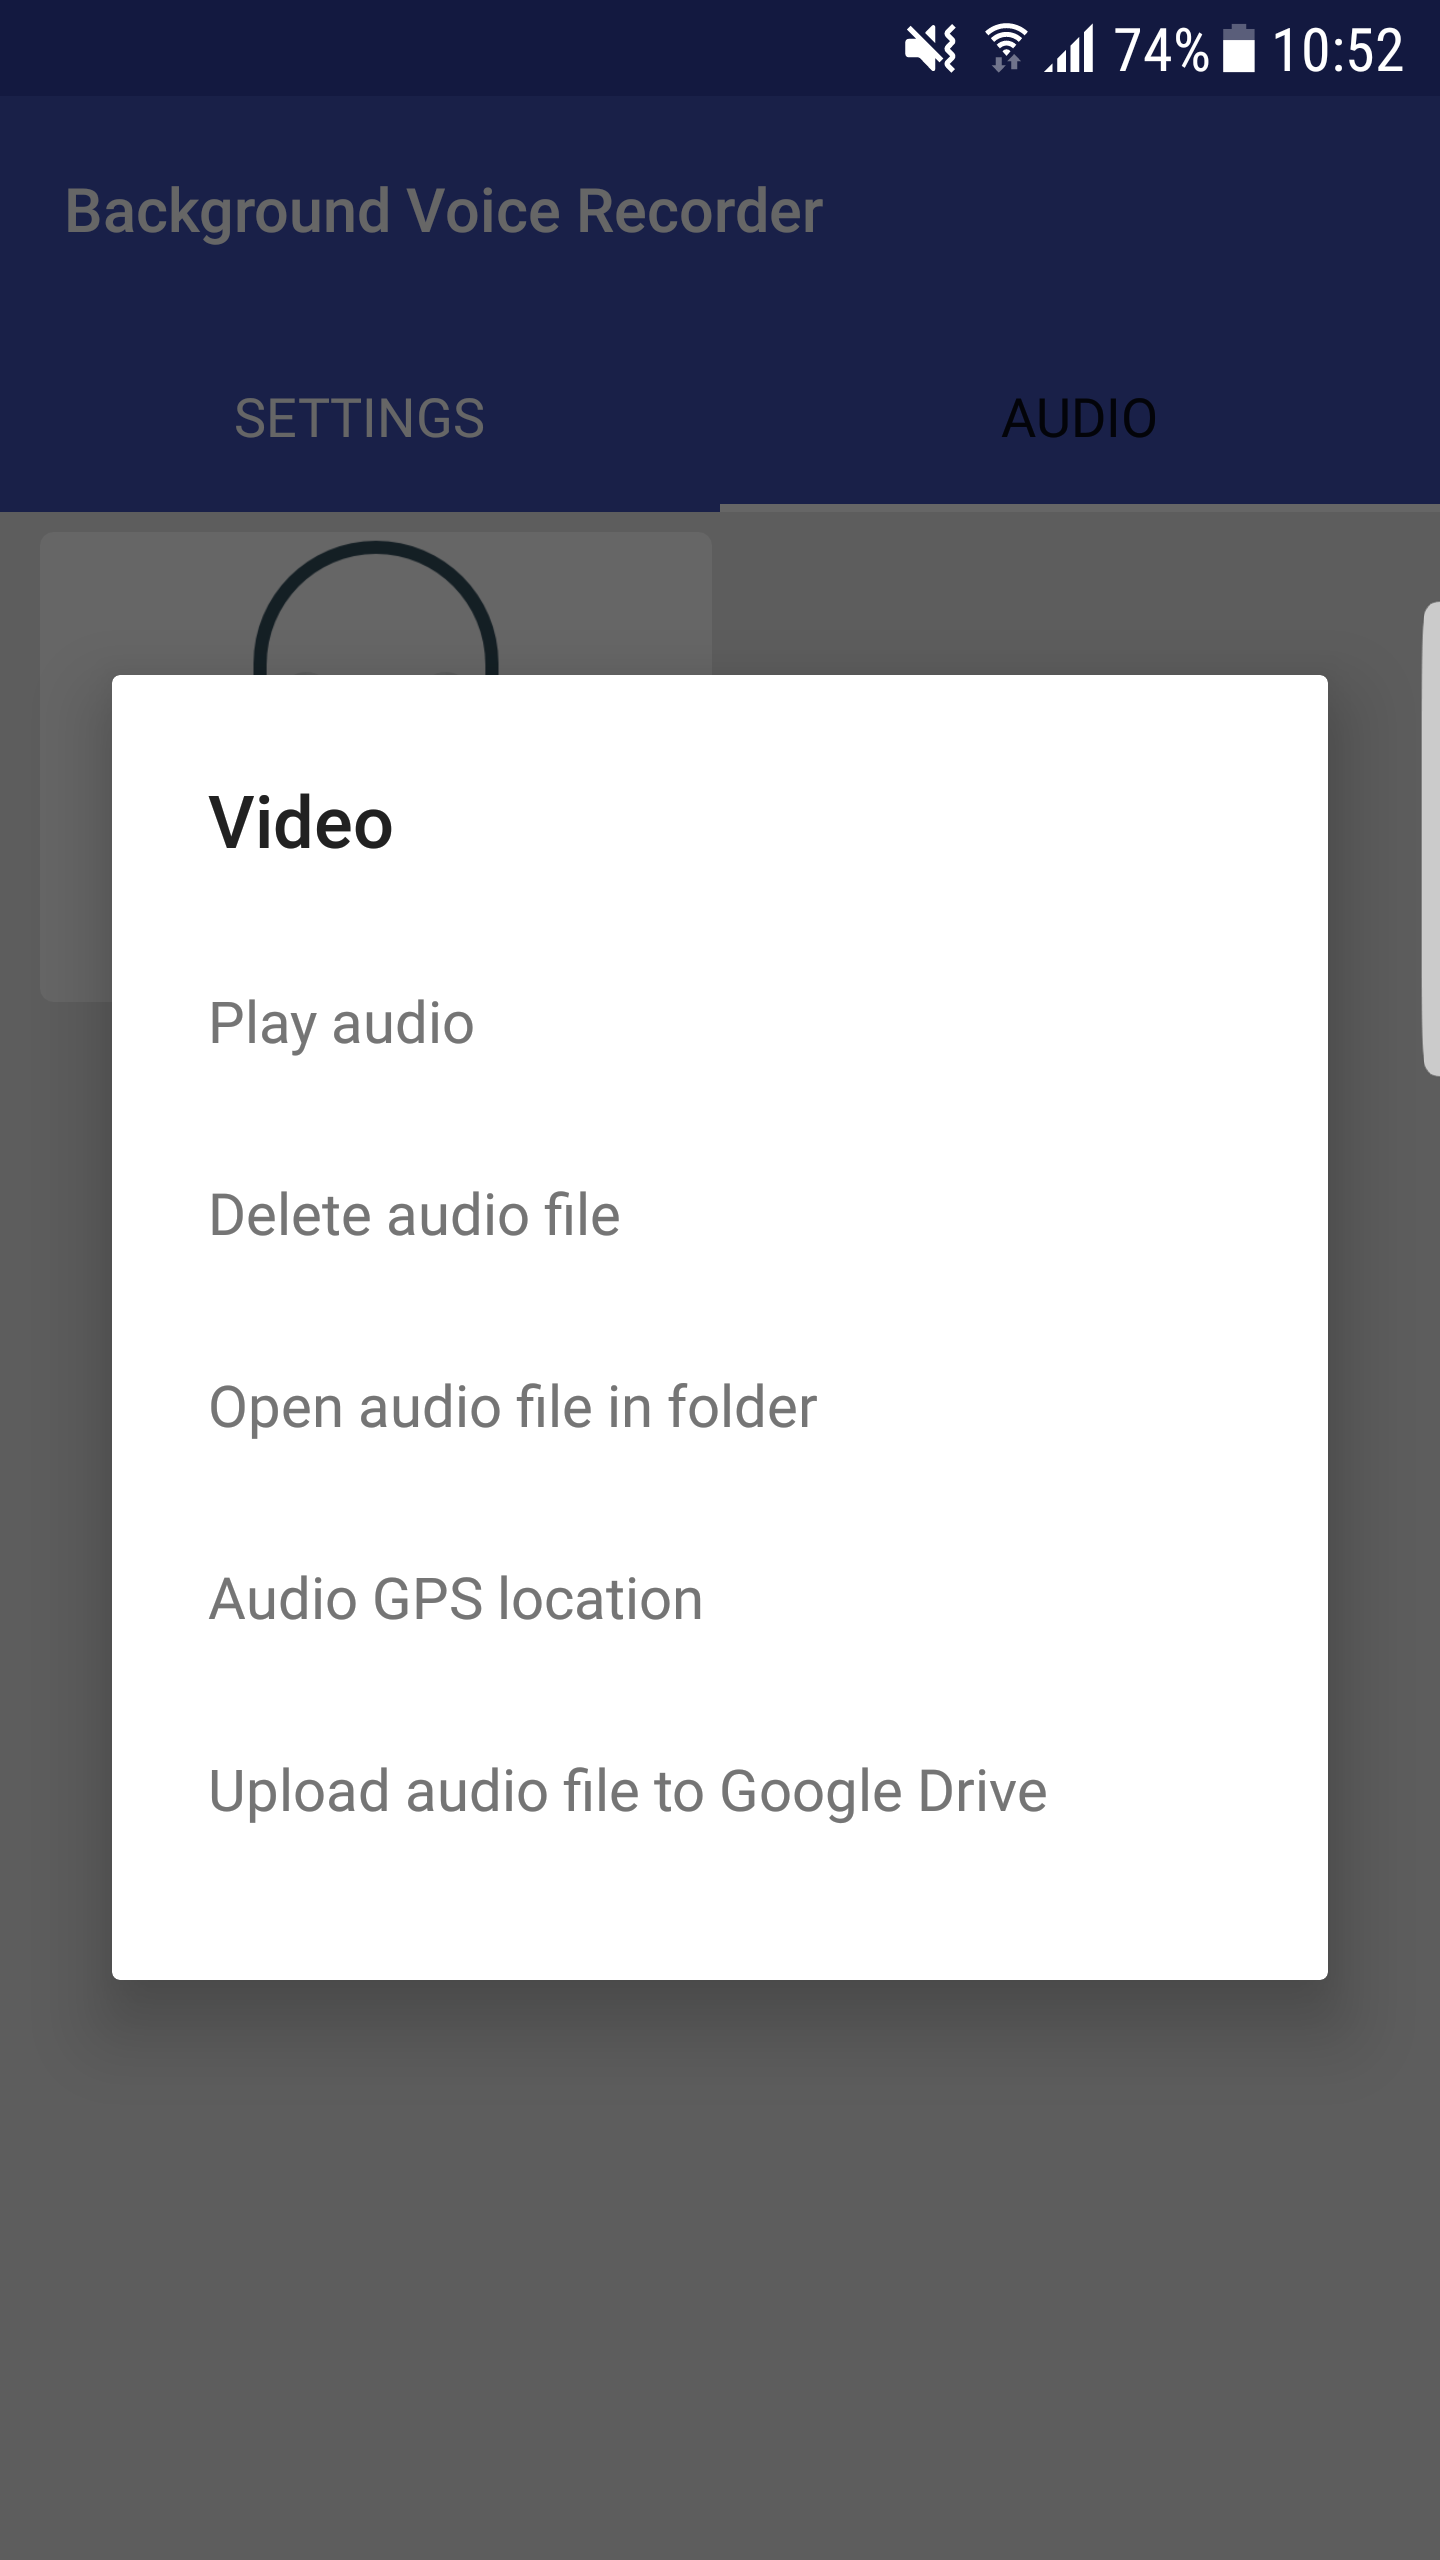 74% 10:52
Background Voice Recorder
SETTINGS AUDIO
Video
Play audio
Delete audio file
Open audio file in folder
Audio GPS location
Upload audio file to Google Drive